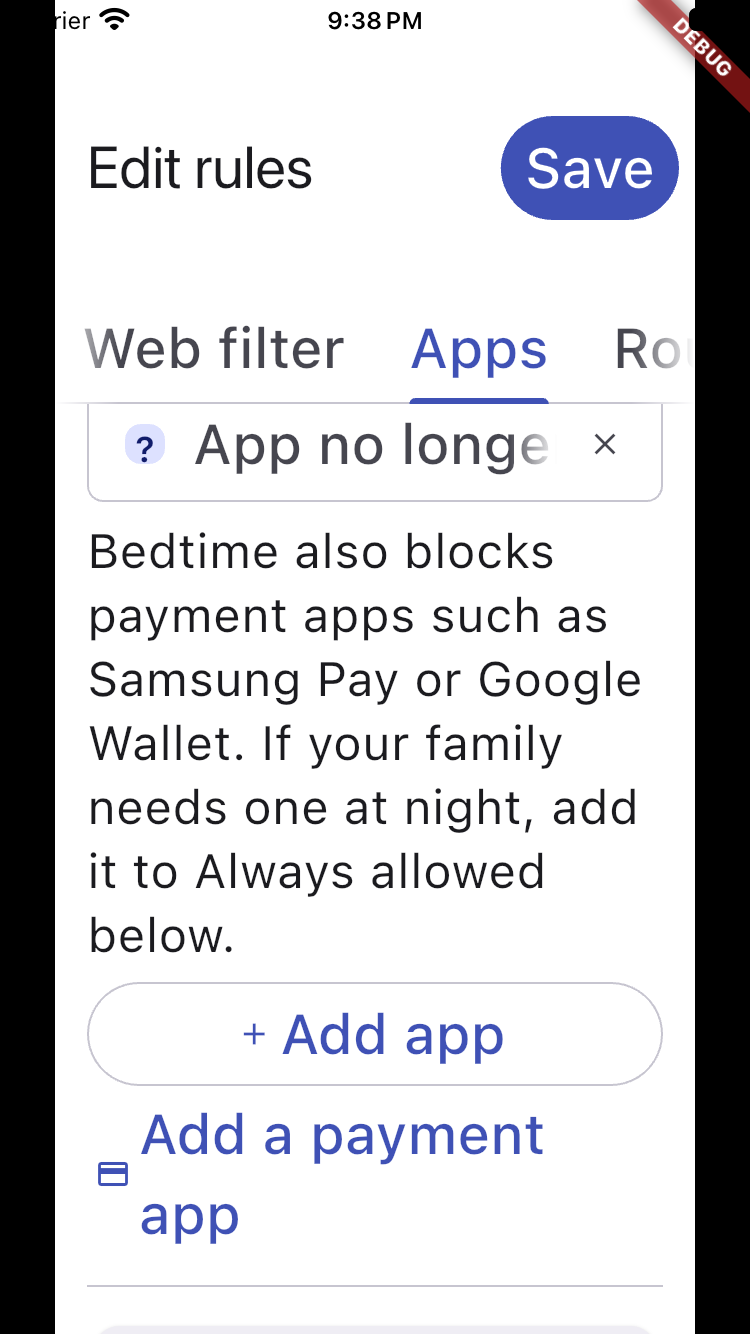 9:38 PM
DEBUG
Edit rules
Save
Web filter Apps
? App no longe
Bedtime also blocks
payment apps such as
Samsung Pay or Google
Wallet. If your family
needs one at night, add
it to Always allowed
below.
+ Add app
Add a payment
app